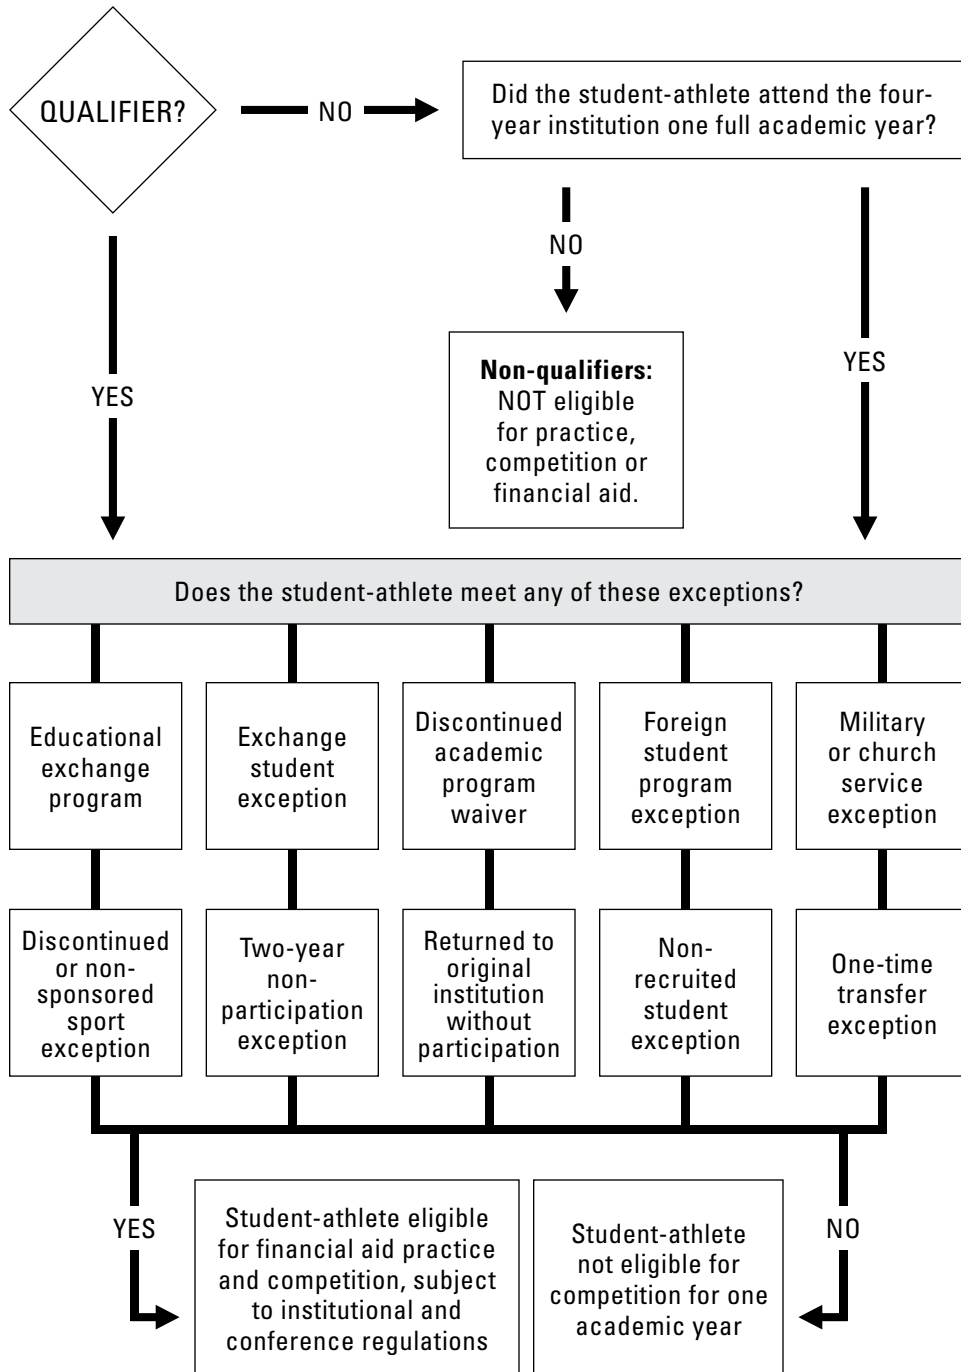 QUALIFIER?
NO
Did the student-athlete attend the four-
year institution one full academic year?
NO
YES
YES
Non-qualifiers:
NOT eligible
for practice,
competition or
financial aid.
Does the student-athlete meet any of these exceptions?
Educational
exchange
program
Exchange
student
exception
Discontinued
academic
program
waiver
Foreign
student
program
exception
Military
or church
service
exception
Discontinued
or non-
sponsored
sport
exception
Two-year
non-
participation
exception
Returned to
original
institution
without
participation
Non-
recruited
student
exception
One-time
transfer
exception
YES
Student-athlete eligible
for financial aid practice
and competition, subject
to institutional and
conference regulations
Student-athlete
not eligible for
competition for one
academic year
NO